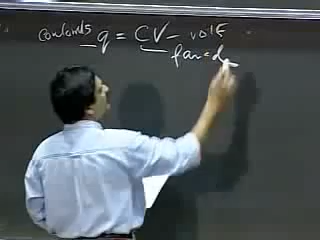 coulombs q = CV - volt
farad